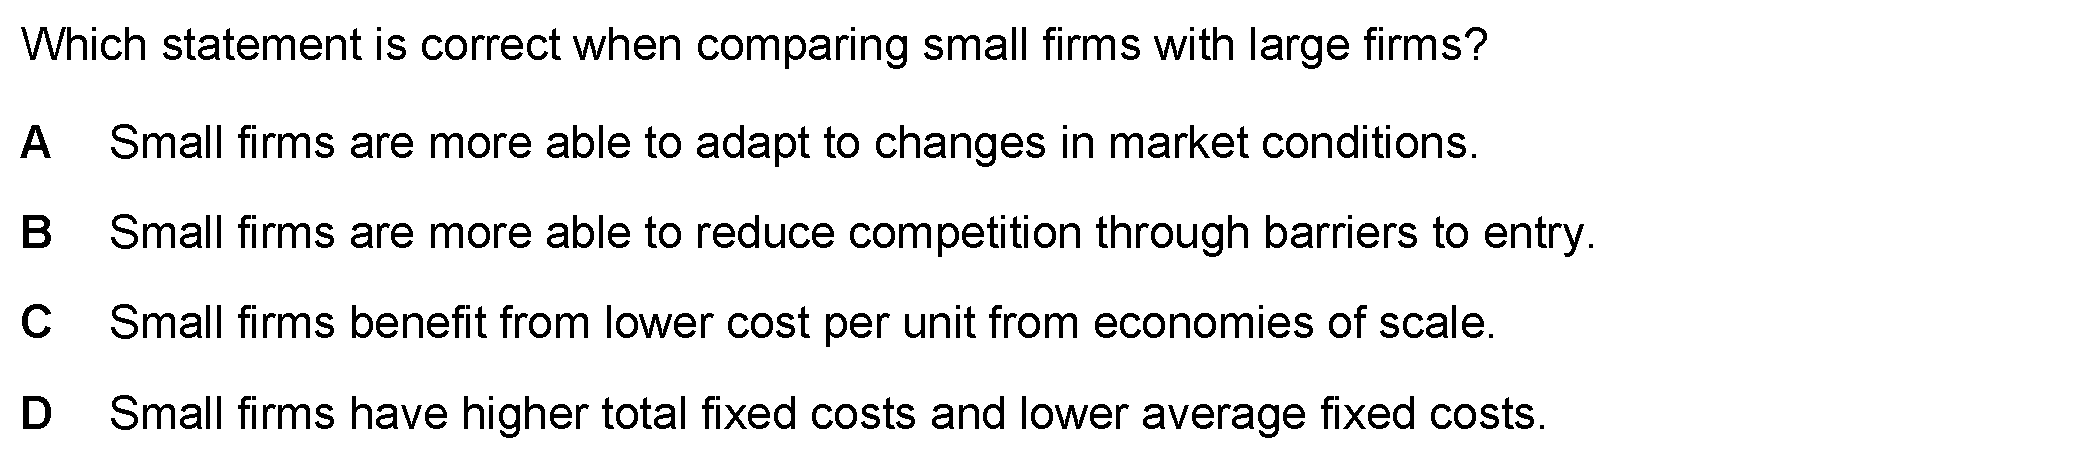 Which statement is correct when comparing small firms with large firms?
A Small firms are more able to adapt to changes in market conditions.
B Small firms are more able to reduce competition through barriers to entry.
C Small firms benefit from lower cost per unit from economies of scale.
D Small firms have higher total fixed costs and lower average fixed costs.